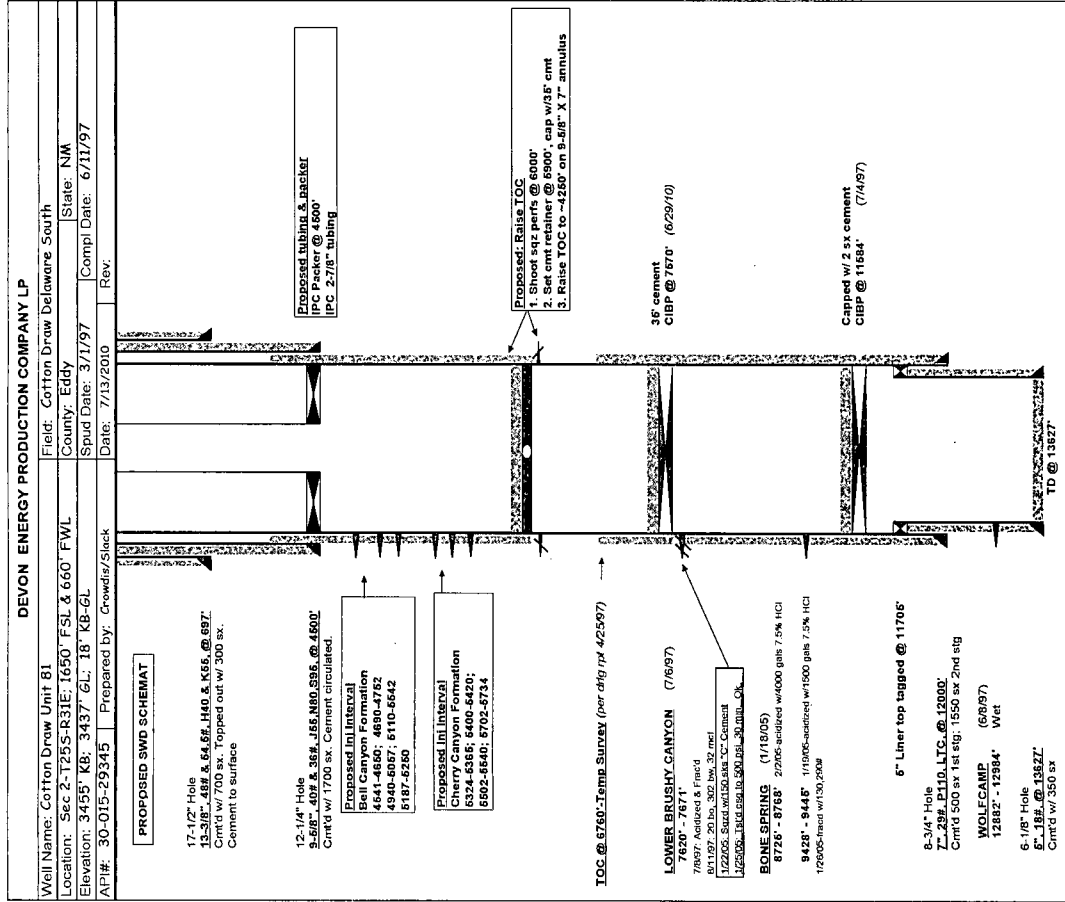 DEVON ENERGY PRODUCTION COMPANY LP
Well Name: Cotton Draw Unit 81 Field: Cotton Draw Delaware South
Location: Sec 2-T25S-R31E; 1650' FSL & 660' FWL County: Eddy State: NM
Elevation: 3455' KB; 3437' GL; 18' KB-GL Spud Date: 3/1/97 Compl Date: 6/11/97
API#: 30-015-29345 Prepared by: Crowdis/Slack Date: 7/13/2010 Rev:
PROPOSED SWD SCHEMAT
17-1/2" Hole
13-3/8", 48# & 54.5#, H40 & K55, @ 697'
Cmt'd w/ 700 sx. Topped out w/ 300 sx.
Cement to surface
12-1/4" Hole
9-5/8", 40# & 36#, J55,N80,S95, @ 4500'
Cmt'd w/ 1700 sx. Cement circulated.
Proposed Inj Interval
Bell Canyon Formation
4541-4650; 4690-4752
4940-5057; 5110-5542
5187-5250
Proposed Inj Interval
Cherry Canyon Formation
5324-5365; 5400-5420;
5502-5540; 5702-5734
TOC @ 6760'-Temp Survey (per drlg rpt 4/25/97)
LOWER BRUSHY CANYON (7/6/97)
7620' - 7671'
7/8/97: Acidized & Frac'd
8/11/97: 20 bo, 302 bw, 32 mcf
1/22/05: Sqzd w/150 sks "C" Cement
1/25/05: Tst'd csg to 500 psi, 30 min, Ok.
BONE SPRING (1/18/05)
8726' - 8768' 2/2/05-acidized w/4000 gals 7.5% HCl
9428' - 9445' 1/19/05-acidized w/1500 gals 7.5% HCl
1/26/05-fracd w/130,290#
5" Liner top tagged @ 11705'
8-3/4" Hole
7", 29#, P110, LTC, @ 12000'
Cmt'd 500 sx 1st stg; 1550 sx 2nd stg
WOLFCAMP (6/8/97)
12882' - 12984' Wet
6-1/8" Hole
5", 18#, @ 13627'
Cmt'd w/ 350 sx
Proposed tubing & packer
IPC Packer @ 4500'
IPC 2-7/8" tubing
Proposed: Raise TOC
1. Shoot sqz perfs @ 6000'
2. Set cmt retainer @ 5900', cap w/35' cmt
3. Raise TOC to ~4250' on 9-5/8" X 7" annulus
35' cement
CIBP @ 7570' (6/29/10)
Capped w/ 2 sx cement
CIBP @ 11584' (7/4/97)
TD @ 13627'